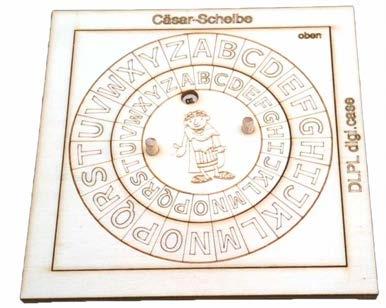 Cäsar-Scheibe
oben
ABCDEFGHIJKLMNOPQRSTUVWXYZ
ABCDEFGHIJKLMNOPQRSTUVWXYZ
DLPL digi.case